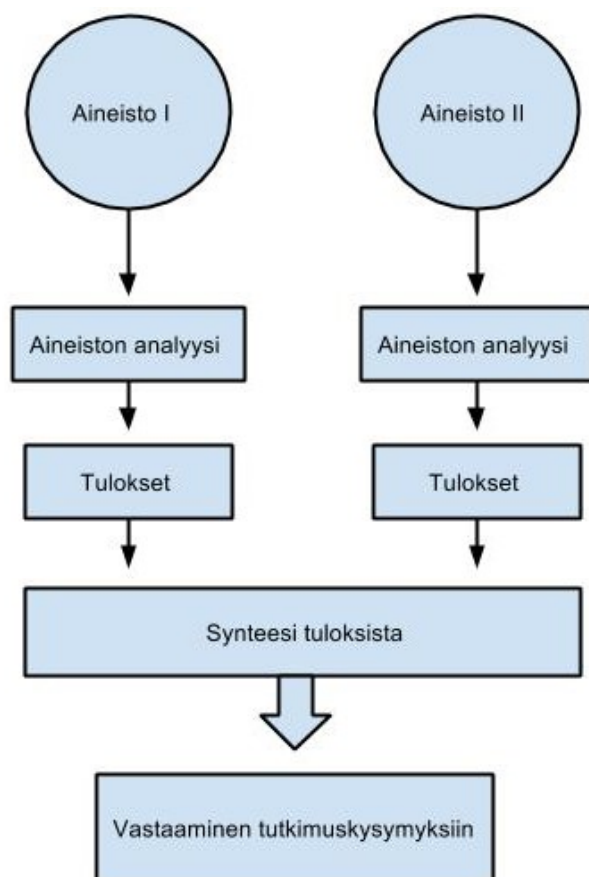 Aineisto I
Aineisto II
Aineiston analyysi
Aineiston analyysi
Tulokset
Tulokset
Synteesi tuloksista
Vastaaminen tutkimuskysymyksiin